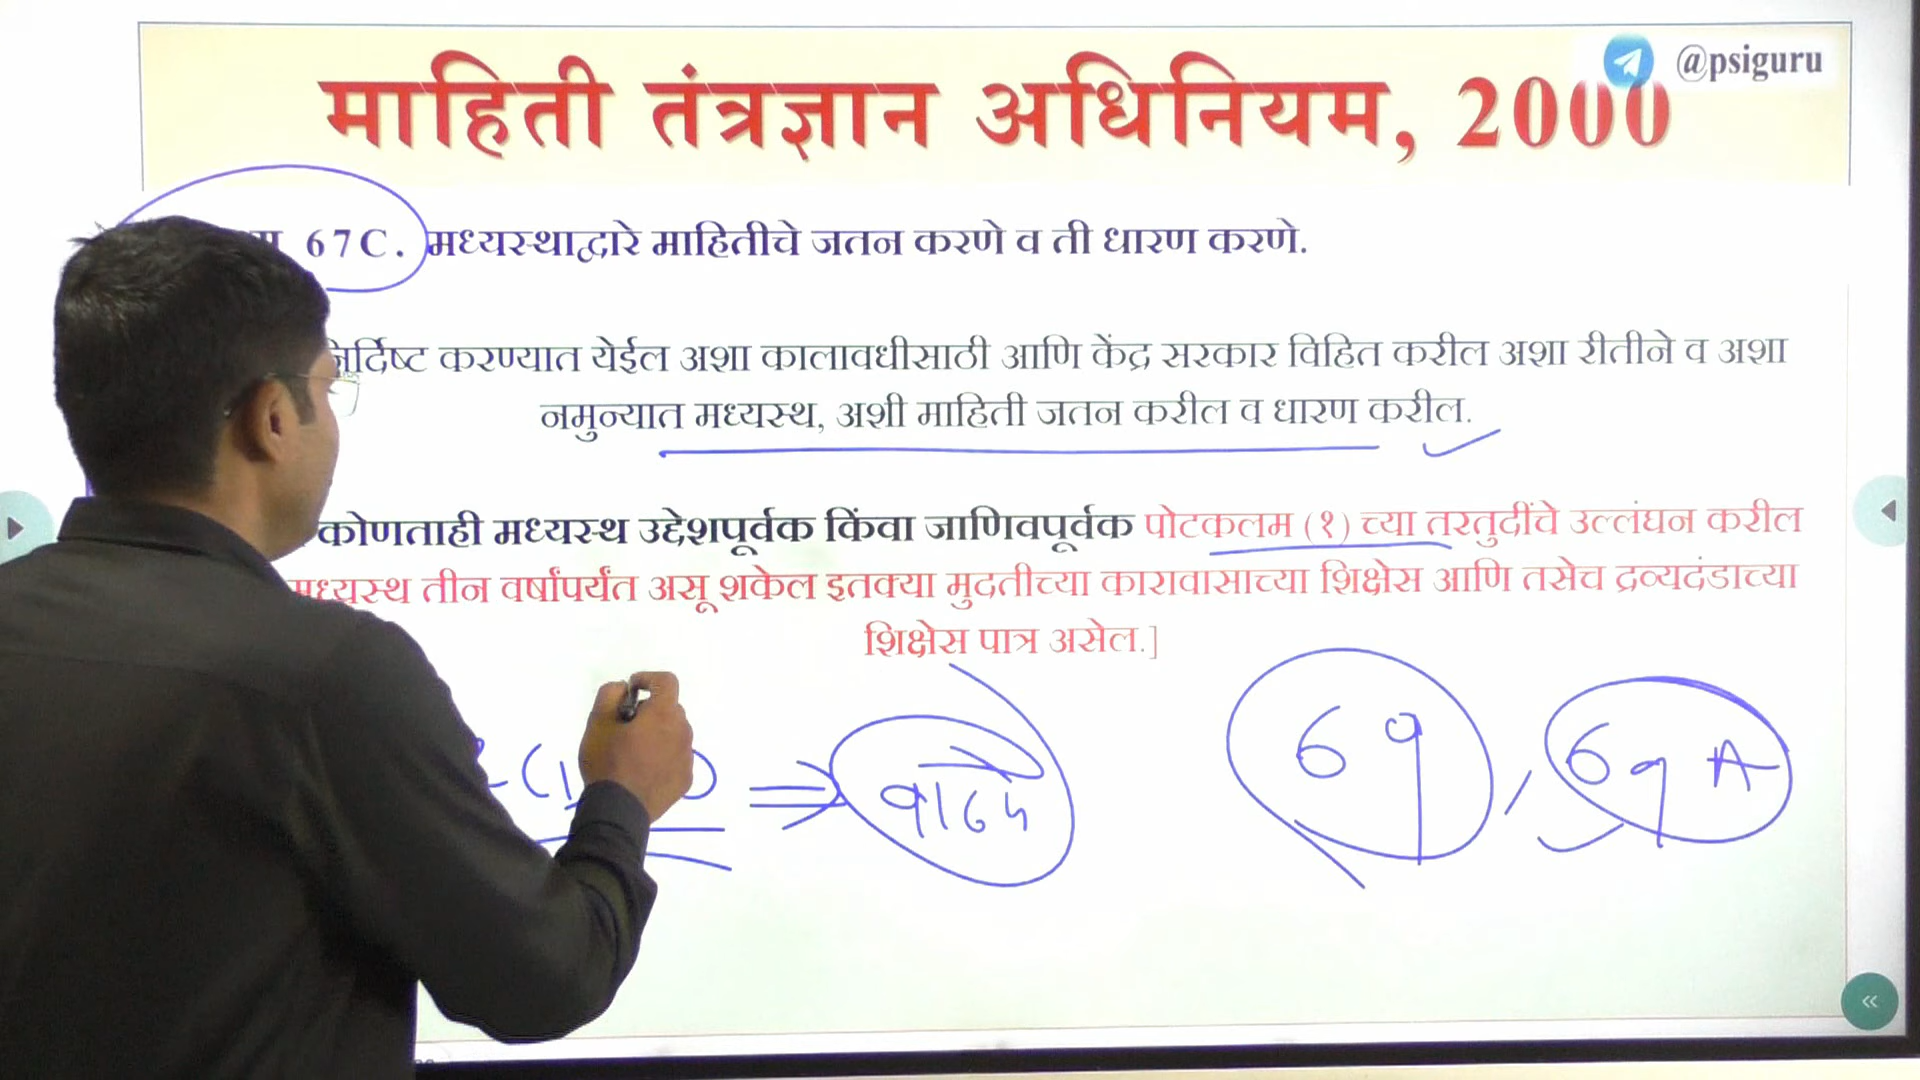 @psiguru
माहिती तंत्रज्ञान अधिनियम, 2000
67C. मध्यस्थाद्वारे माहितीचे जतन करणे व ती धारण करणे.
निर्दिष्ट करण्यात येईल अशा कालावधीसाठी आणि केंद्र सरकार विहित करील अशा रीतीने व अशा
नमुन्यात मध्यस्थ, अशी माहिती जतन करील व धारण करील.
कोणताही मध्यस्थ उद्देशपूर्वक किंवा जाणिवपूर्वक पोटकलम (१) च्या तरतुदींचे उल्लंघन करील
मध्यस्थ तीन वर्षांपर्यंत असू शकेल इतक्या मुदतीच्या कारावासाच्या शिक्षेस आणि तसेच द्रव्यदंडाच्या
शिक्षेस पात्र असेल.]
69, 69 A